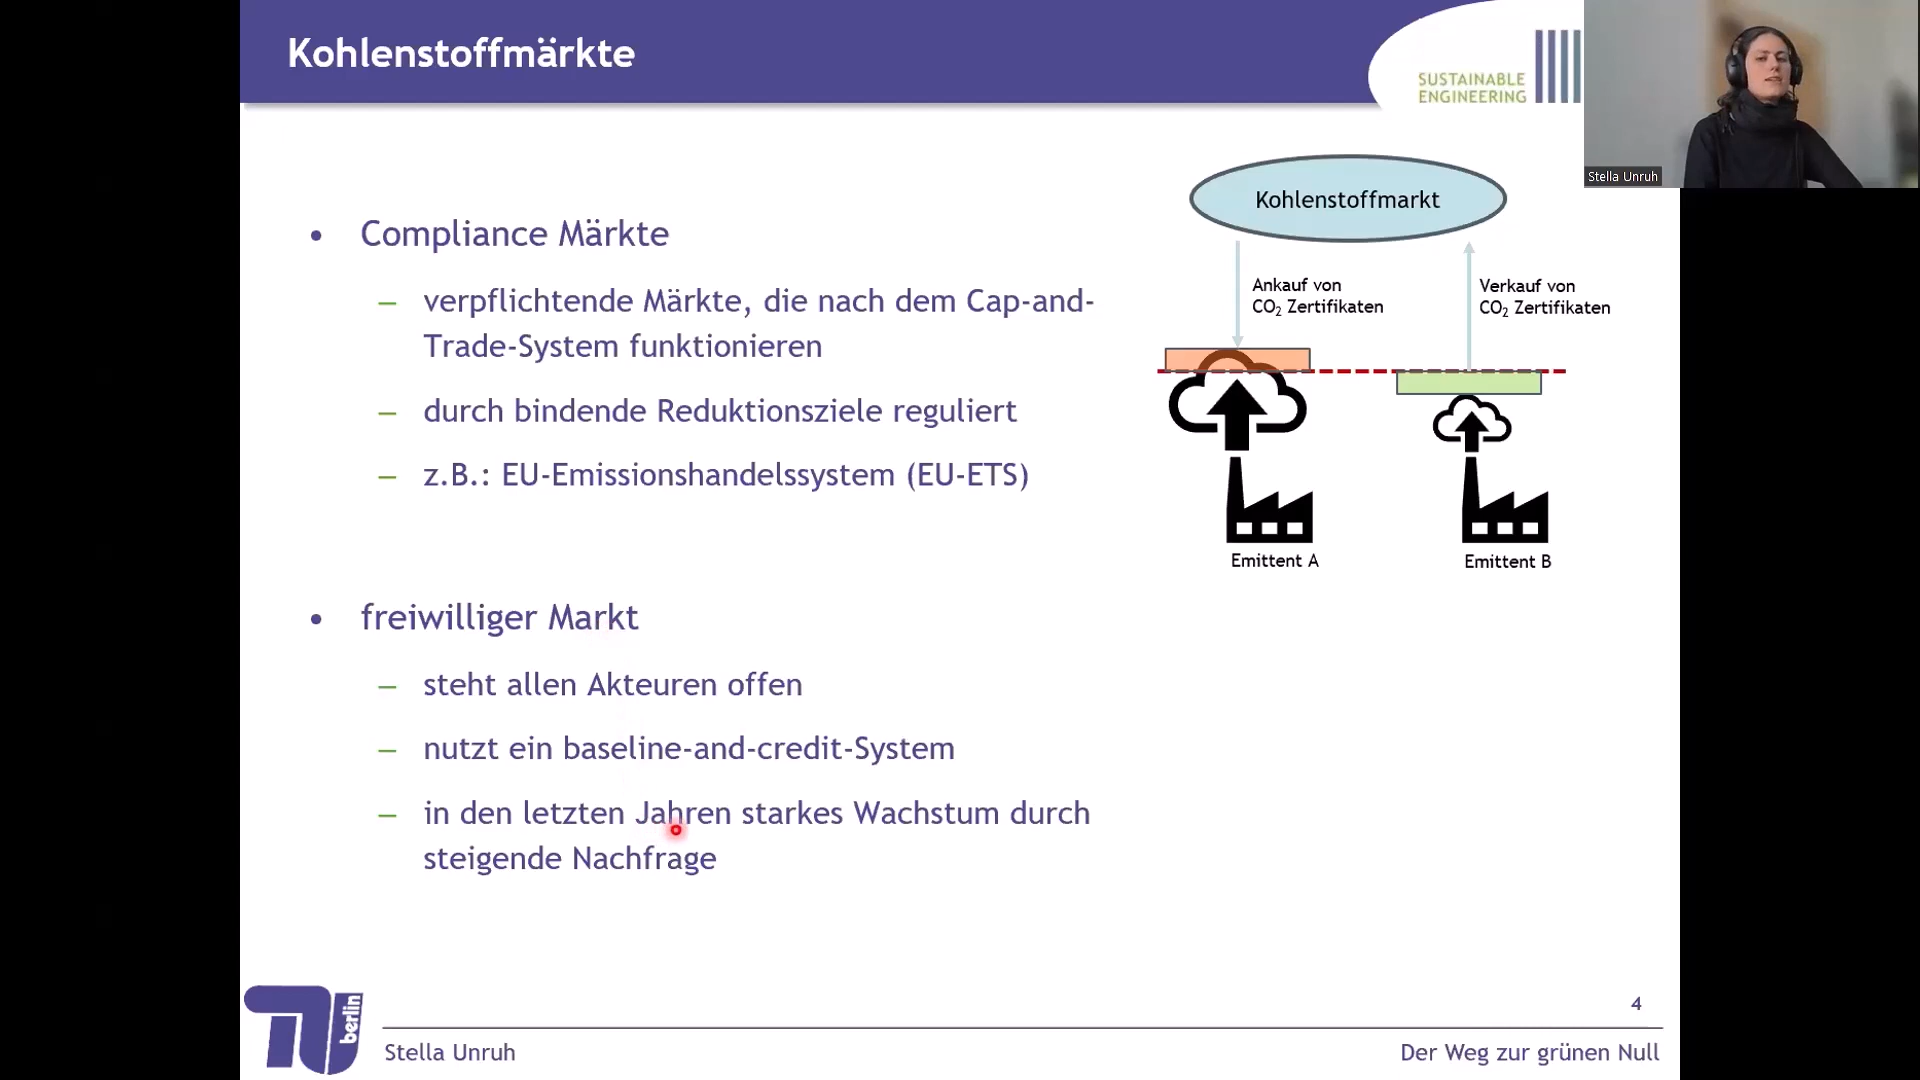 Kohlenstoffmärkte
SUSTAINABLE
ENGINEERING
Stella Unruh
• Compliance Märkte
– verpflichtende Märkte, die nach dem Cap-and-
Trade-System funktionieren
– durch bindende Reduktionsziele reguliert
– z.B.: EU-Emissionshandelssystem (EU-ETS)
• freiwilliger Markt
– steht allen Akteuren offen
– nutzt ein baseline-and-credit-System
– in den letzten Jahren starkes Wachstum durch
steigende Nachfrage
Kohlenstoffmarkt
Ankauf von
CO₂ Zertifikaten
Verkauf von
CO₂ Zertifikaten
Emittent A
Emittent B
4
TU berlin
Stella Unruh
Der Weg zur grünen Null